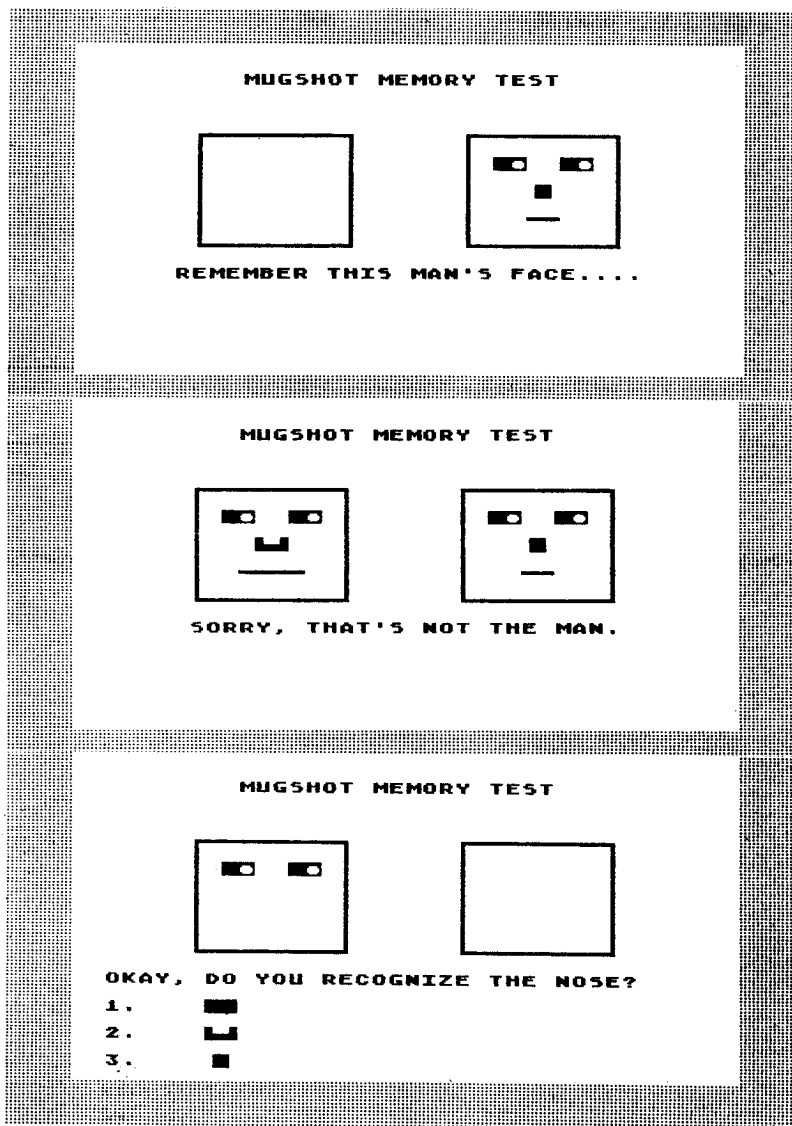 MUGSHOT MEMORY TEST
REMEMBER THIS MAN'S FACE....
MUGSHOT MEMORY TEST
SORRY, THAT'S NOT THE MAN.
MUGSHOT MEMORY TEST
OKAY, DO YOU RECOGNIZE THE NOSE?
1.
2.
3.